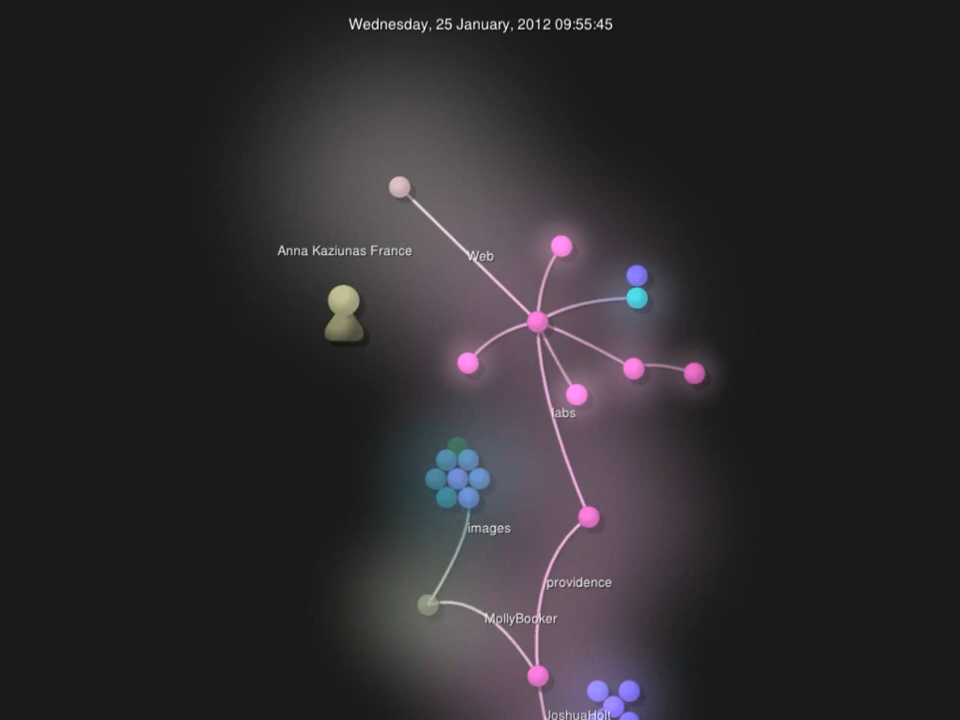 Wednesday, 25 January, 2012 09:55:45
Anna Kaziunas France
Web
labs
images
providence
MollyBooker
JoshuaHolt